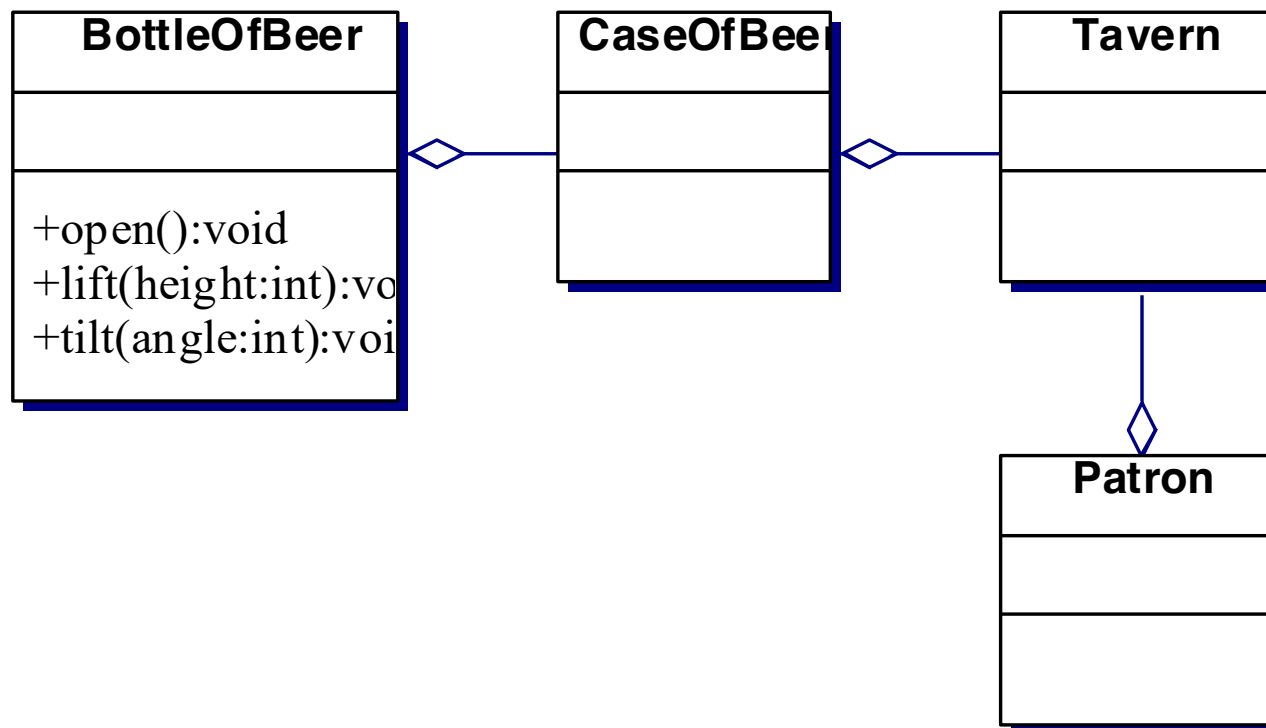 BottleOfBeer
CaseOfBeer
Tavern
+open():void
+lift(height:int):vo
+tilt(angle:int):voi
Patron